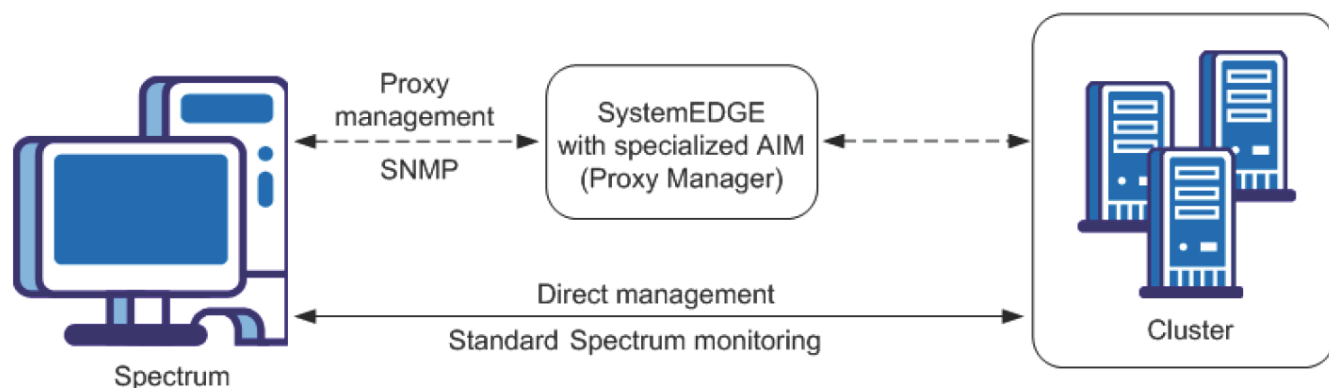 Proxy
management
SNMP
SystemEDGE
with specialized AIM
(Proxy Manager)
Direct management
Standard Spectrum monitoring
Spectrum
Cluster